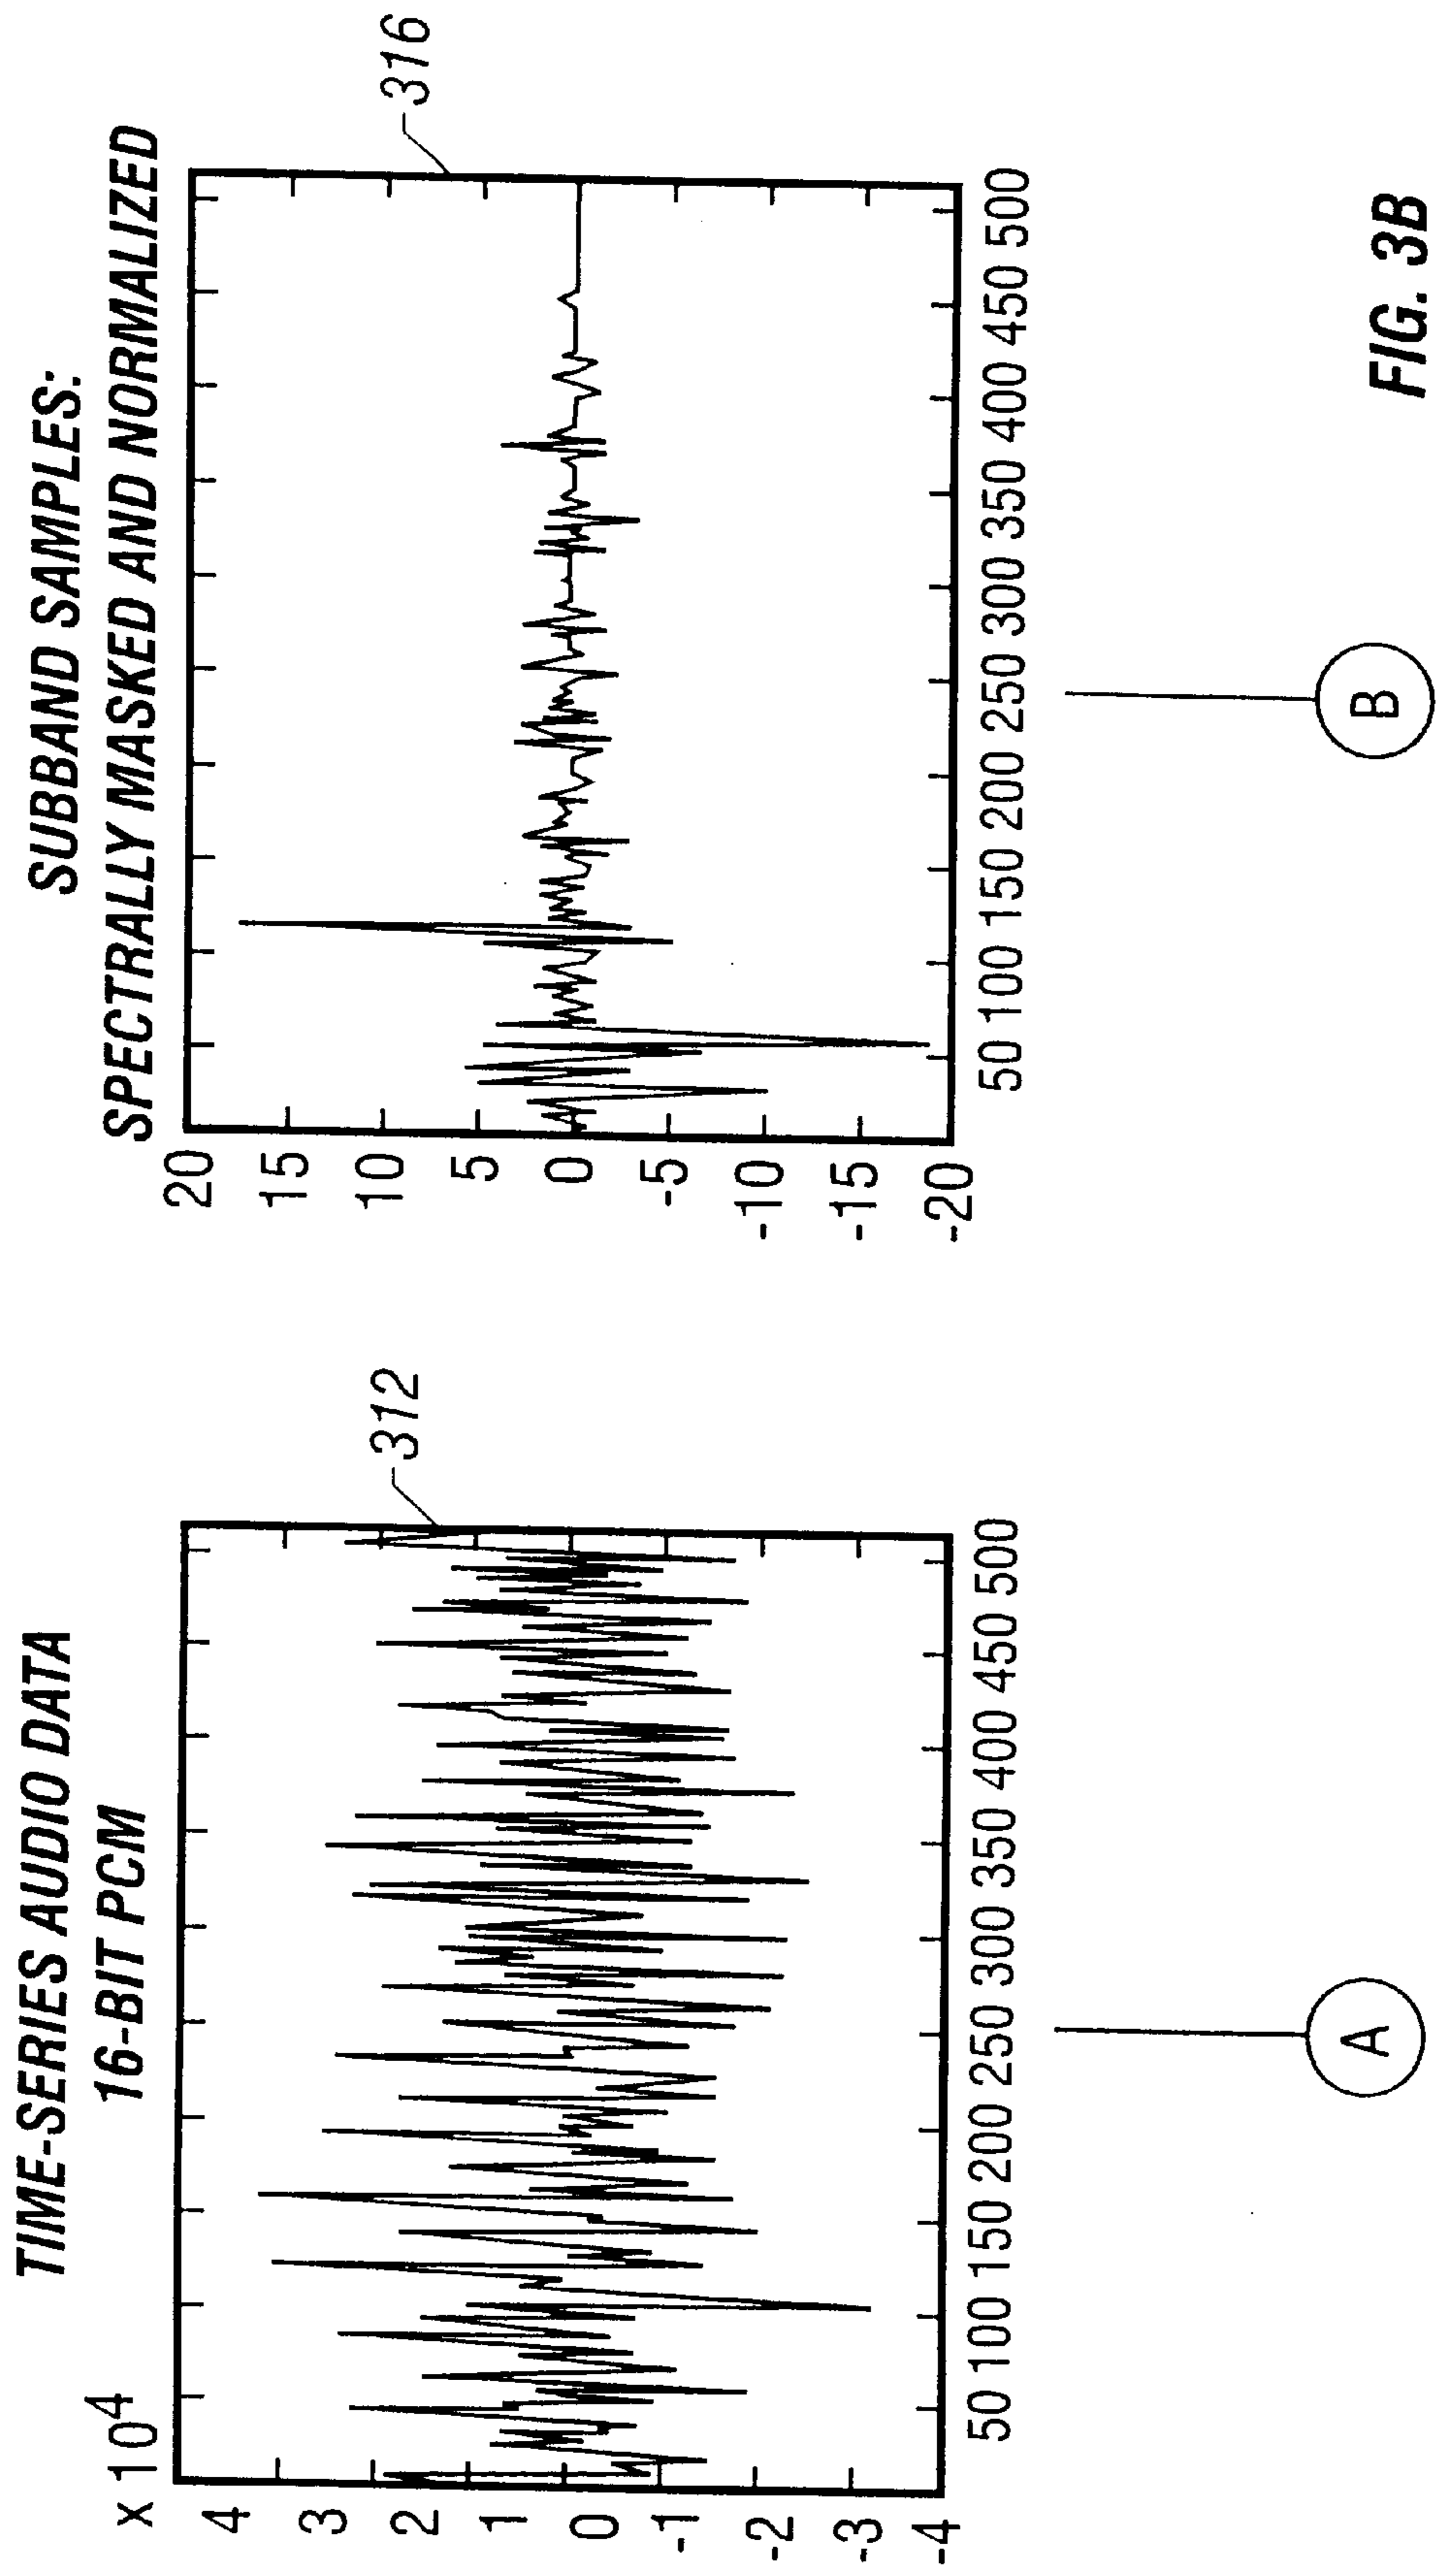 TIME-SERIES AUDIO DATA
16-BIT PCM
x 10⁴
4
3
2
1
0
-1
-2
-3
-4
50 100 150 200 250 300 350 400 450 500
312
A
SUBBAND SAMPLES:
SPECTRALLY MASKED AND NORMALIZED
20
15
10
5
0
-5
-10
-15
-20
50 100 150 200 250 300 350 400 450 500
316
B
FIG. 3B